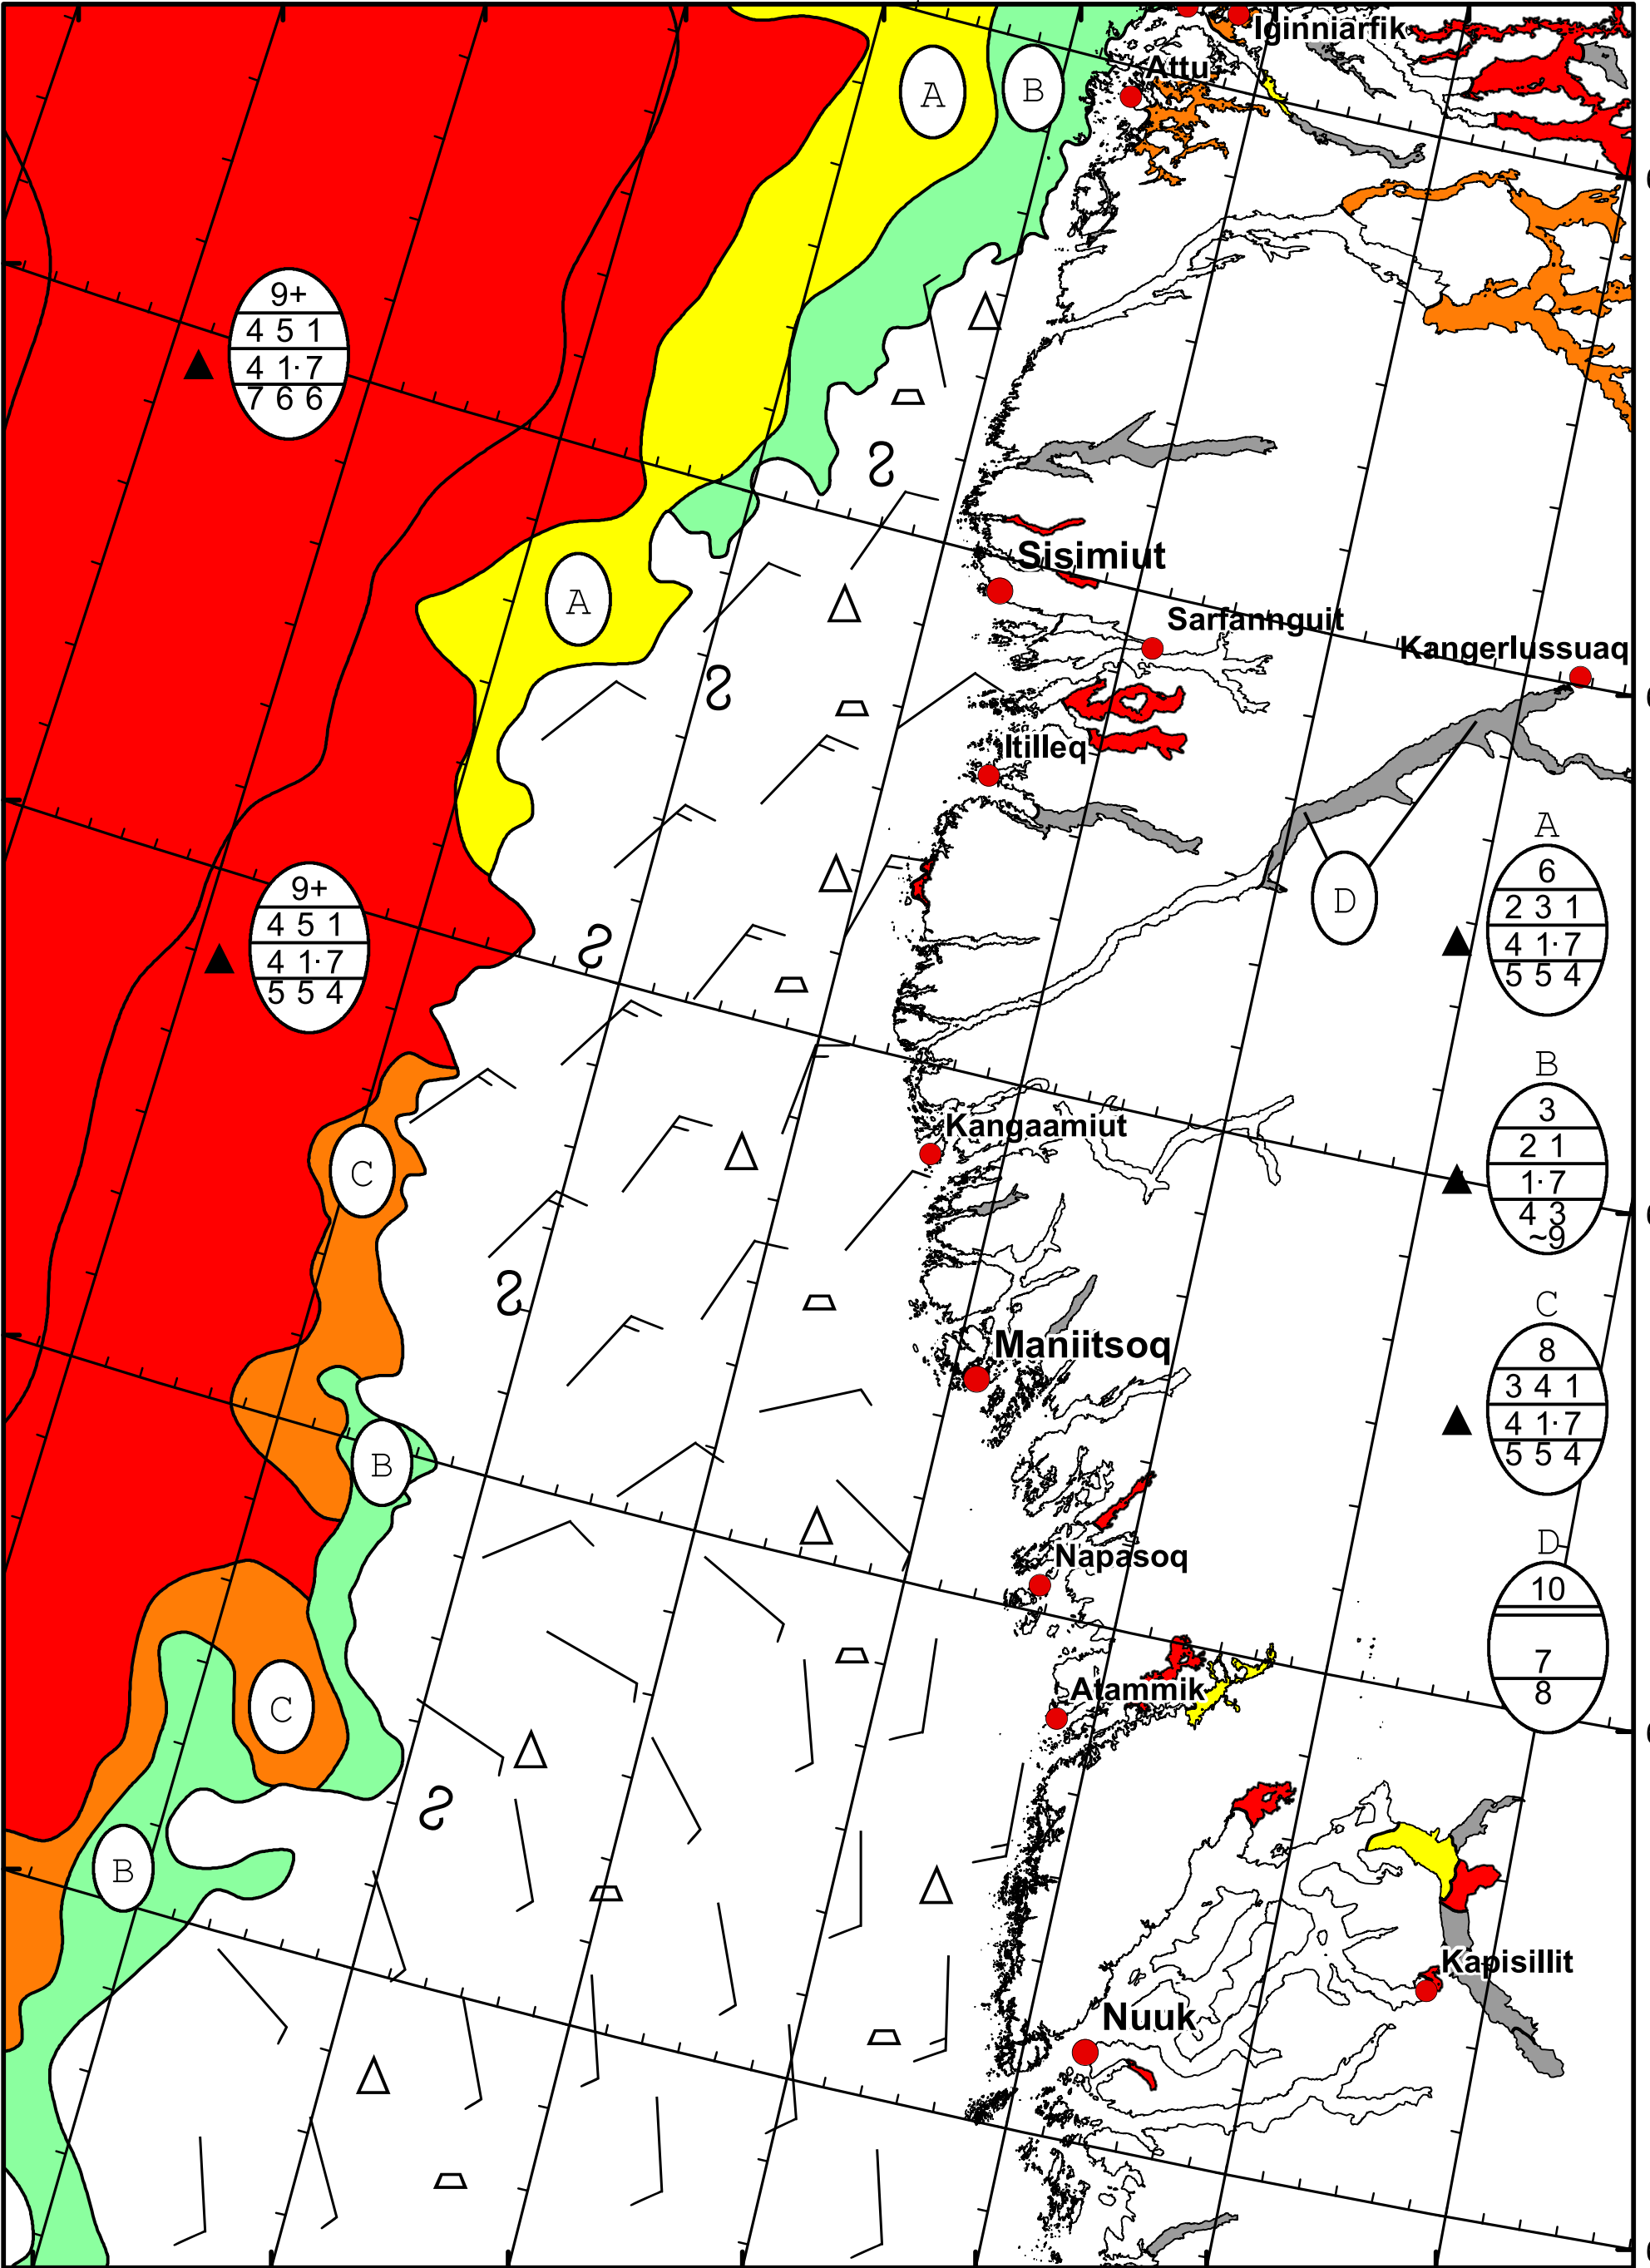 Iginniarfik
Attu
A
B
9+
4 5 1
4 1· 7
7 6 6
Sisimiut
A
Sarfannguit
Kangerlussuaq
Itilleq
A
6
2 3 1
4 1· 7
5 5 4
D
9+
4 5 1
4 1· 7
5 5 4
B
3
2 1
1· 7
4 3
~9
Kangaamiut
C
C
8
3 4 1
4 1· 7
5 5 4
Maniitsoq
B
Napasoq
D
10
7
8
Atammik
C
B
Kapisillit
Nuuk